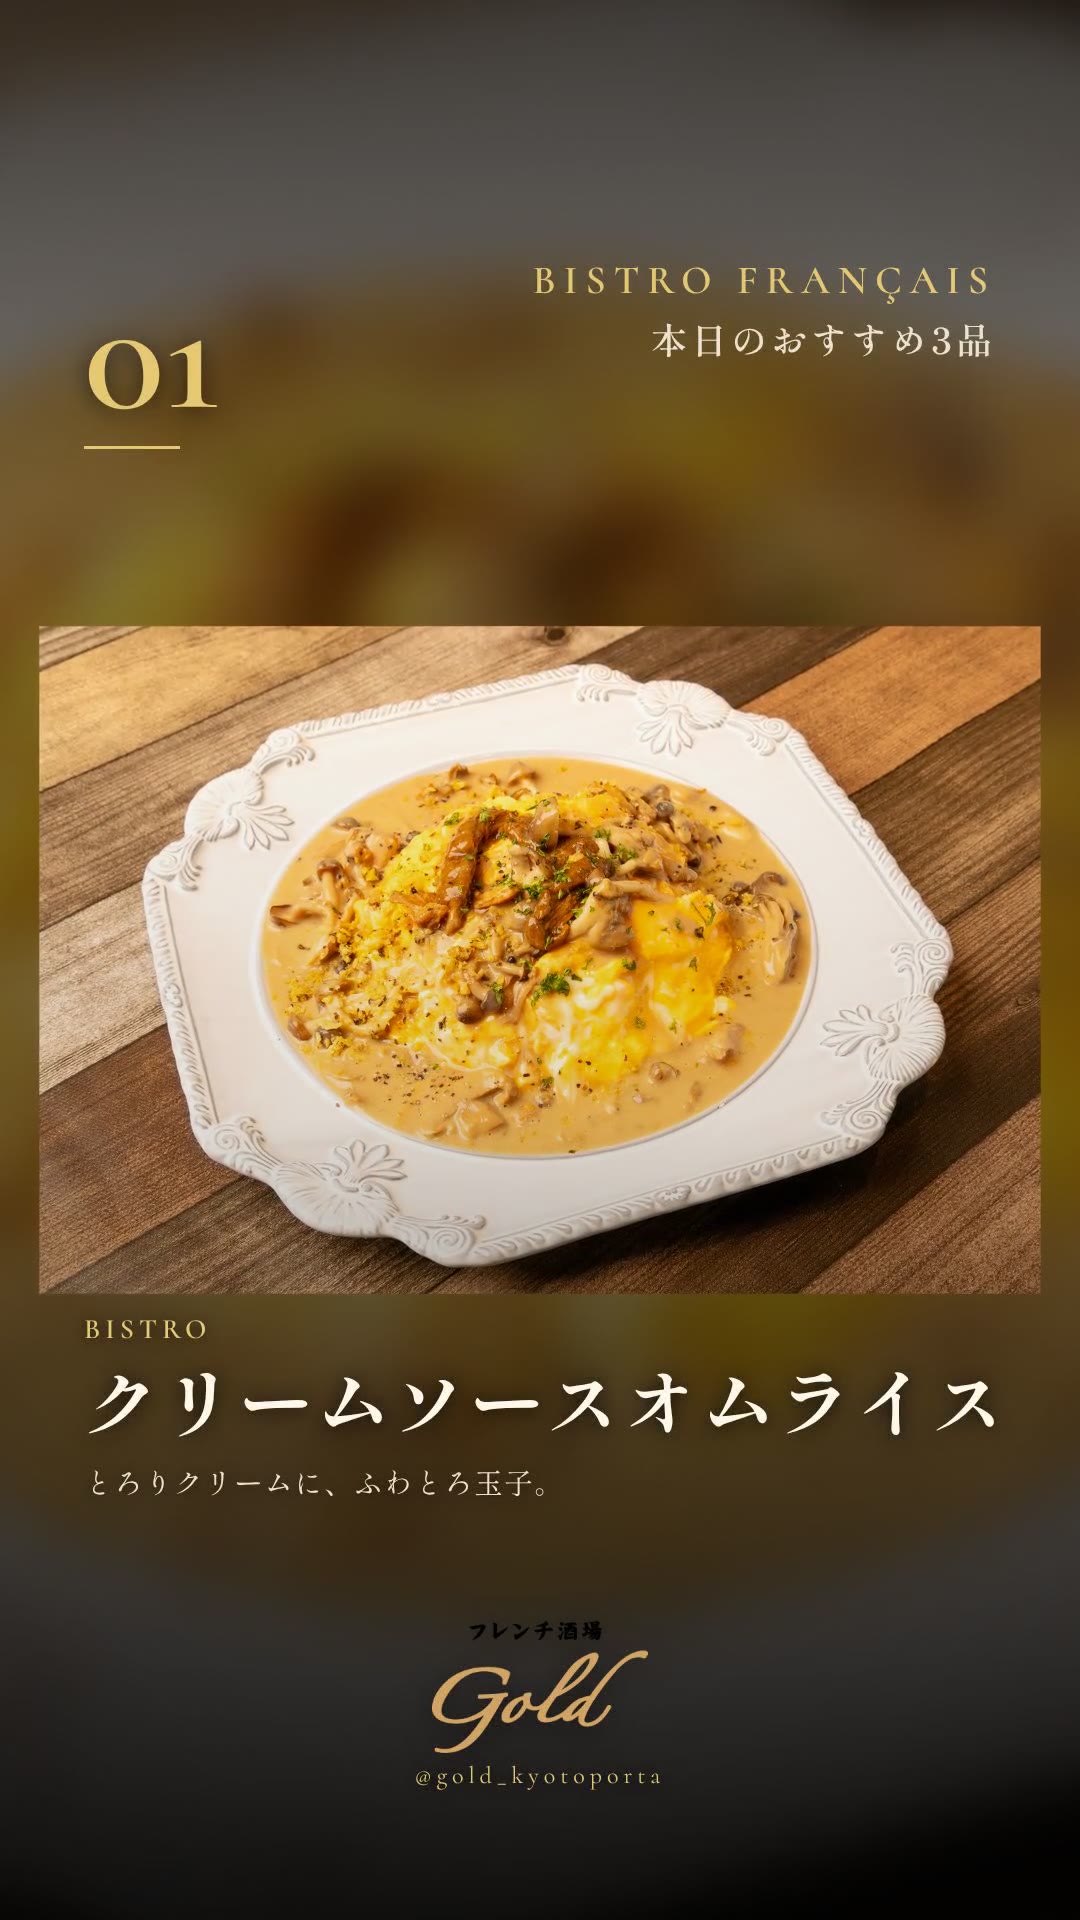 BISTRO FRANÇAIS
本日のおすすめ3品
01
BISTRO
クリームソースオムライス
とろりクリームに、ふわとろ玉子。
フレンチ酒場
Gold
@gold_kyotoporta